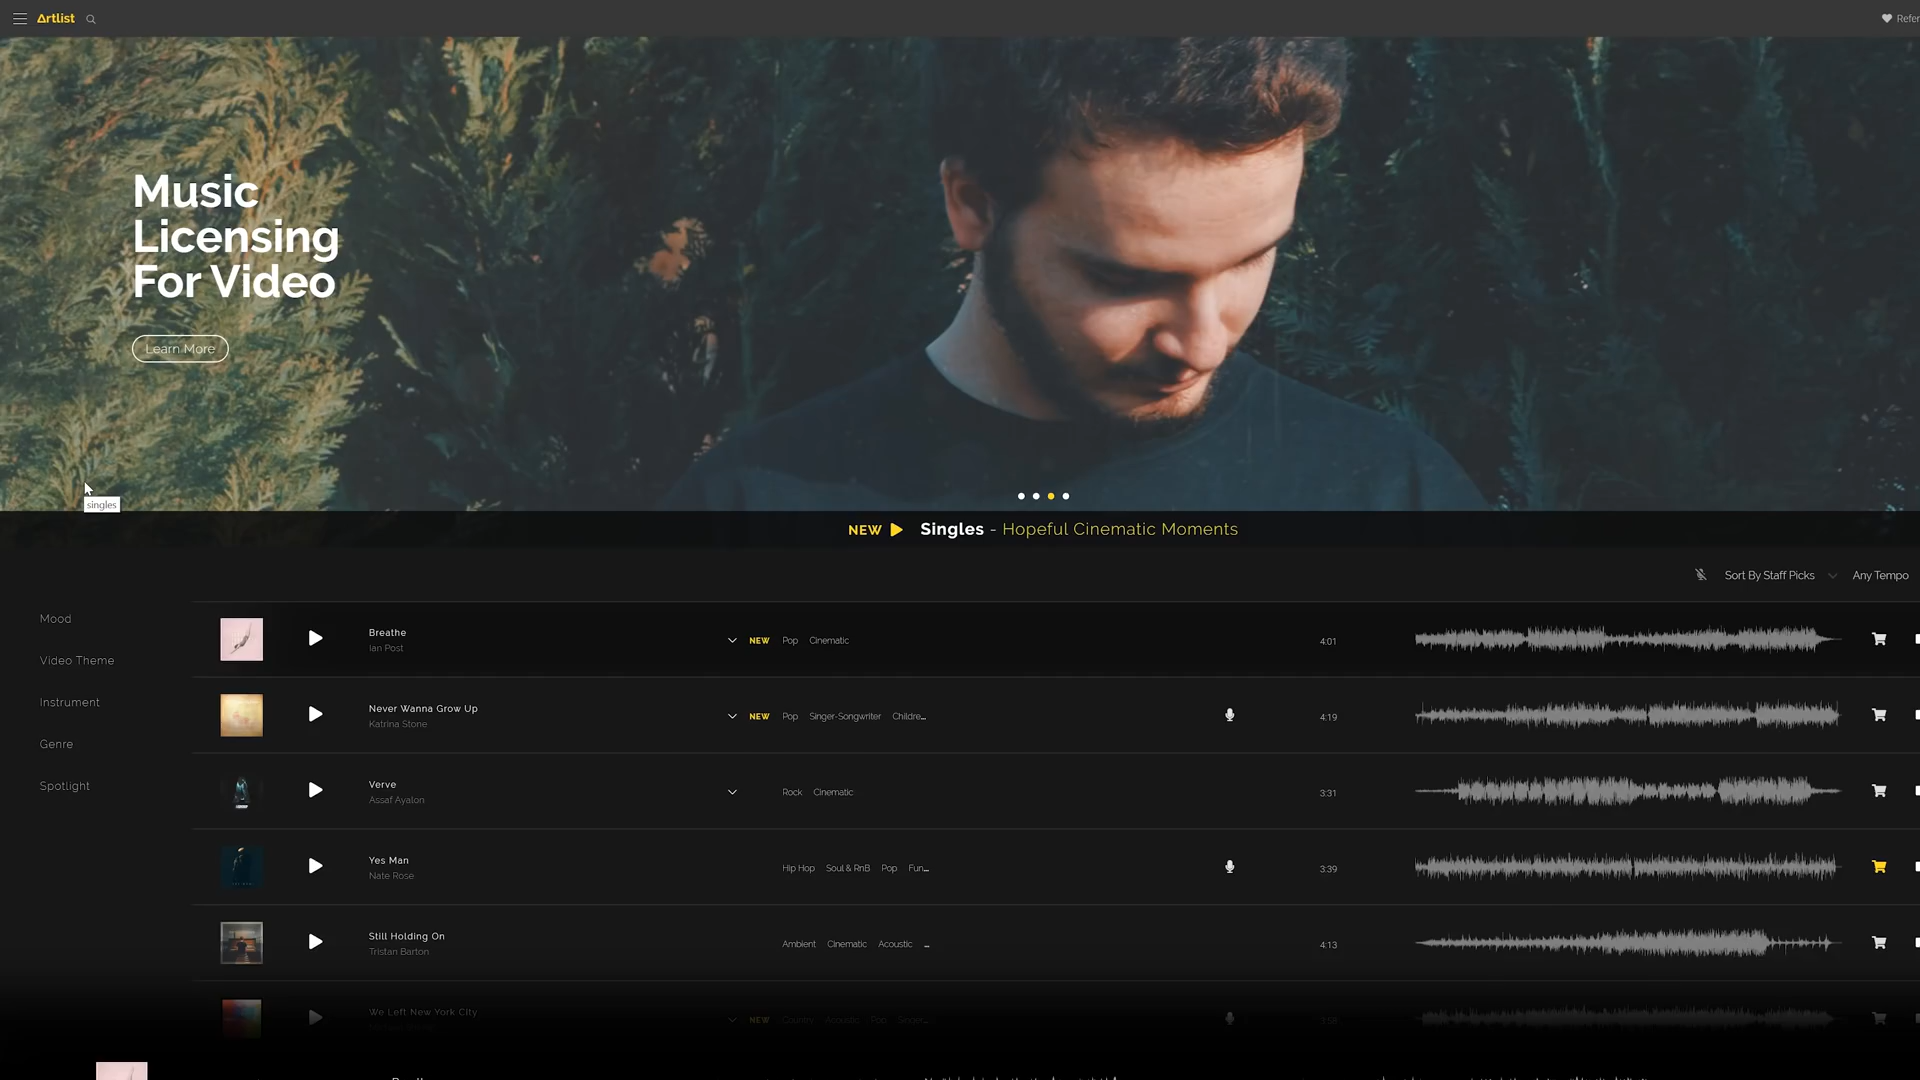 Artlist
Refer
Music
Licensing
For Video
Learn More
singles
NEW Singles - Hopeful Cinematic Moments
Sort By Staff Picks Any Tempo
Mood
Video Theme
Instrument
Genre
Spotlight
Breathe
Ian Post
NEW Pop Cinematic
4:01
Never Wanna Grow Up
Katrina Stone
NEW Pop Singer-Songwriter Childre...
4:19
Verve
Assaf Ayalon
Rock Cinematic
3:31
Yes Man
Nate Rose
Hip Hop Soul & RnB Pop Fun...
3:39
Still Holding On
Tristan Barton
Ambient Cinematic Acoustic ...
4:13
We Left New York City
NEW Country Acoustic Pop Singer...